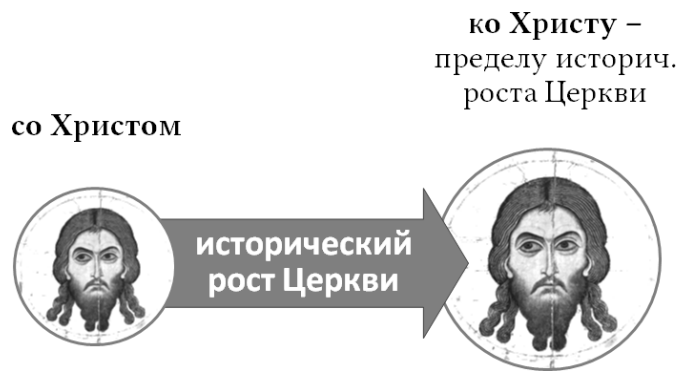 со Христом
исторический
рост Церкви
ко Христу –
пределу историч.
роста Церкви